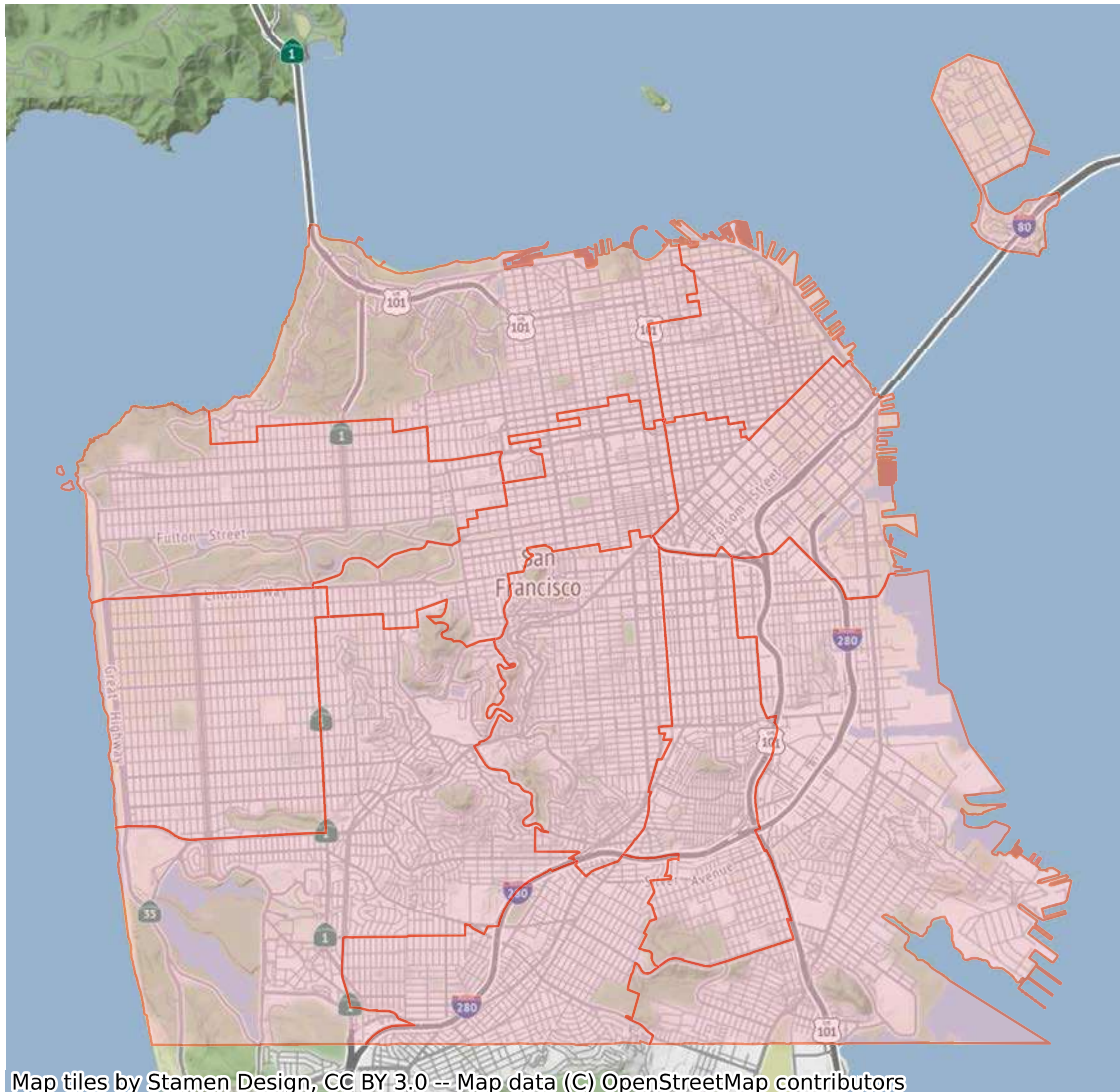 1
80
101
101
101
1
Folsom Street
Fulton Street
San
Francisco
Lincoln Way
280
Great Highway
101
Avenue
280
35
1
280
101
Map tiles by Stamen Design, CC BY 3.0 -- Map data (C) OpenStreetMap contributors